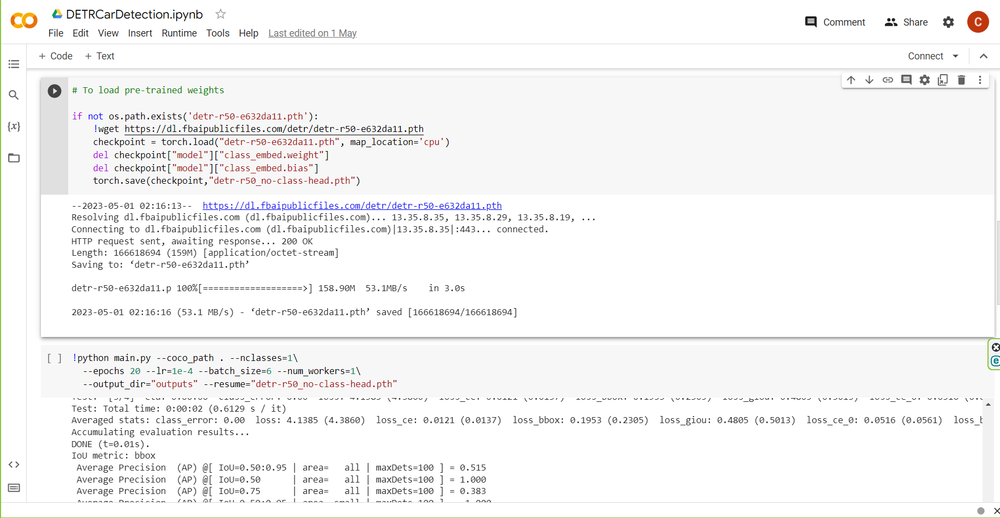 DETRCarDetection.ipynb
File Edit View Insert Runtime Tools Help Last edited on 1 May
Comment Share C
+ Code + Text
Connect
# To load pre-trained weights
if not os.path.exists('detr-r50-e632da11.pth'):
!wget https://dl.fbaipublicfiles.com/detr/detr-r50-e632da11.pth
checkpoint = torch.load("detr-r50-e632da11.pth", map_location='cpu')
del checkpoint["model"]["class_embed.weight"]
del checkpoint["model"]["class_embed.bias"]
torch.save(checkpoint,"detr-r50_no-class-head.pth")
--2023-05-01 02:16:13-- https://dl.fbaipublicfiles.com/detr/detr-r50-e632da11.pth
Resolving dl.fbaipublicfiles.com (dl.fbaipublicfiles.com)... 13.35.8.35, 13.35.8.29, 13.35.8.19, ...
Connecting to dl.fbaipublicfiles.com (dl.fbaipublicfiles.com)|13.35.8.35|:443... connected.
HTTP request sent, awaiting response... 200 OK
Length: 166618694 (159M) [application/octet-stream]
Saving to: ‘detr-r50-e632da11.pth’
detr-r50-e632da11.p 100%[===================>] 158.90M 53.1MB/s in 3.0s
2023-05-01 02:16:16 (53.1 MB/s) - ‘detr-r50-e632da11.pth’ saved [166618694/166618694]
[ ] !python main.py --coco_path . --nclasses=1\
--epochs 20 --lr=1e-4 --batch_size=6 --num_workers=1\
--output_dir="outputs" --resume="detr-r50_no-class-head.pth"
Test: Total time: 0:00:02 (0.6129 s / it)
Averaged stats: class_error: 0.00 loss: 4.1385 (4.3860) loss_ce: 0.0121 (0.0137) loss_bbox: 0.1953 (0.2305) loss_giou: 0.4805 (0.5013) loss_ce_0: 0.0516 (0.0561) loss_b
Accumulating evaluation results...
DONE (t=0.01s).
IoU metric: bbox
Average Precision (AP) @[ IoU=0.50:0.95 | area= all | maxDets=100 ] = 0.515
Average Precision (AP) @[ IoU=0.50 | area= all | maxDets=100 ] = 1.000
Average Precision (AP) @[ IoU=0.75 | area= all | maxDets=100 ] = 0.383